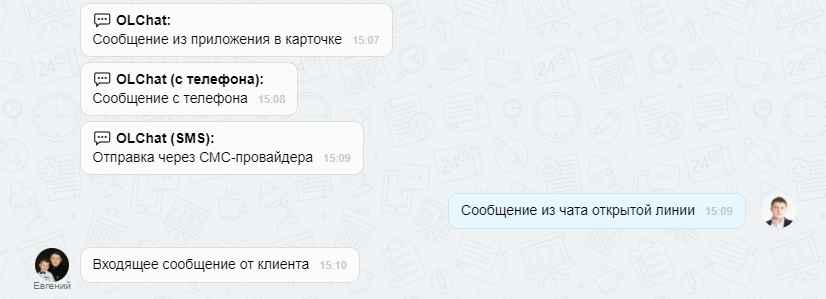 OLChat:
Сообщение из приложения в карточке 15:07
OLChat (с телефона):
Сообщение с телефона 15:08
OLChat (SMS):
Отправка через СМС-провайдера 15:09
Сообщение из чата открытой линии 15:09
Входящее сообщение от клиента 15:10
Евгений